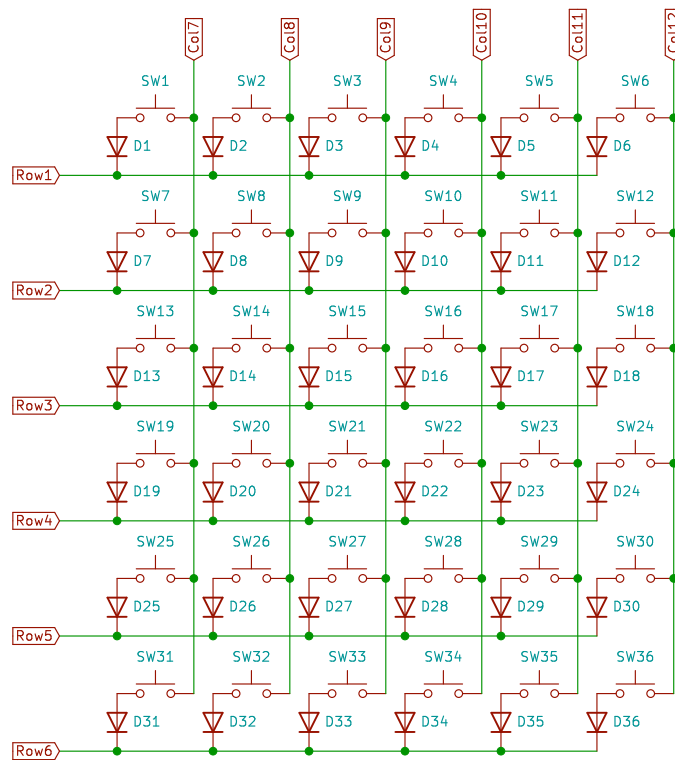 Col7 Col8 Col9 Col10 Col11 Col12
SW1 SW2 SW3 SW4 SW5 SW6
D1 D2 D3 D4 D5 D6
Row1
SW7 SW8 SW9 SW10 SW11 SW12
D7 D8 D9 D10 D11 D12
Row2
SW13 SW14 SW15 SW16 SW17 SW18
D13 D14 D15 D16 D17 D18
Row3
SW19 SW20 SW21 SW22 SW23 SW24
D19 D20 D21 D22 D23 D24
Row4
SW25 SW26 SW27 SW28 SW29 SW30
D25 D26 D27 D28 D29 D30
Row5
SW31 SW32 SW33 SW34 SW35 SW36
D31 D32 D33 D34 D35 D36
Row6